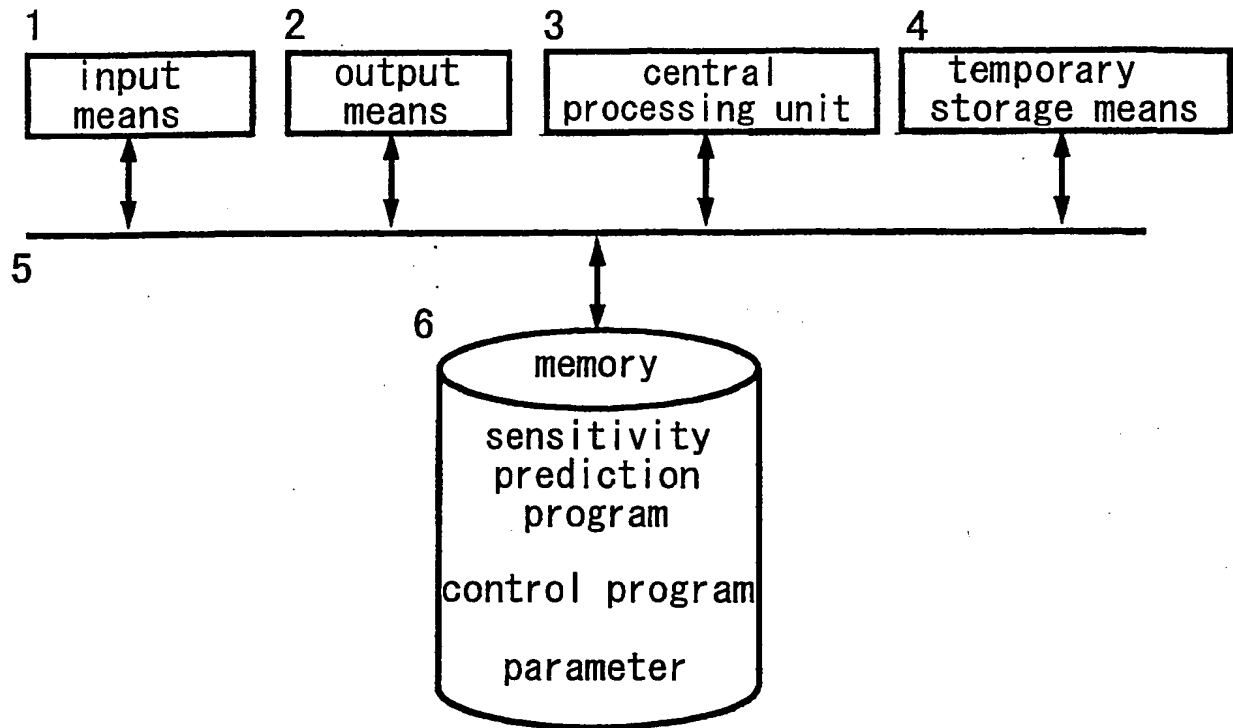 1
input
means
2
output
means
3
central
processing unit
4
temporary
storage means
5
6
memory
sensitivity
prediction
program
control program
parameter